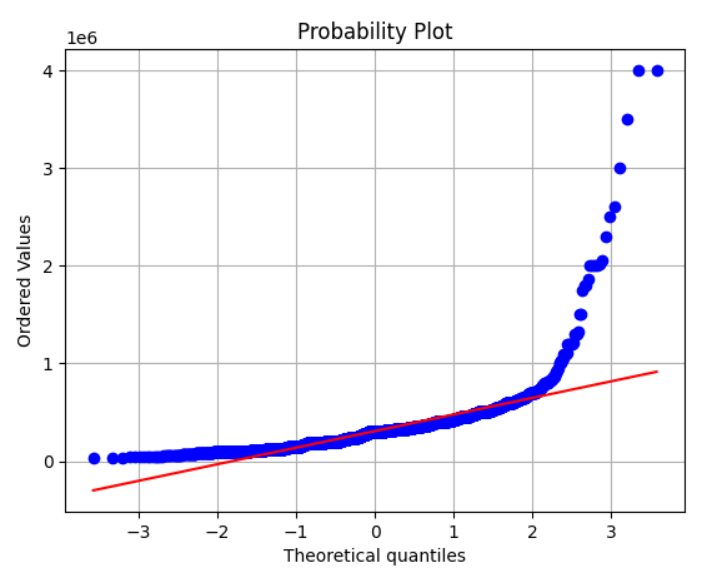 Probability Plot
1e6
4
3
2
1
0
Ordered Values
−3 −2 −1 0 1 2 3
Theoretical quantiles